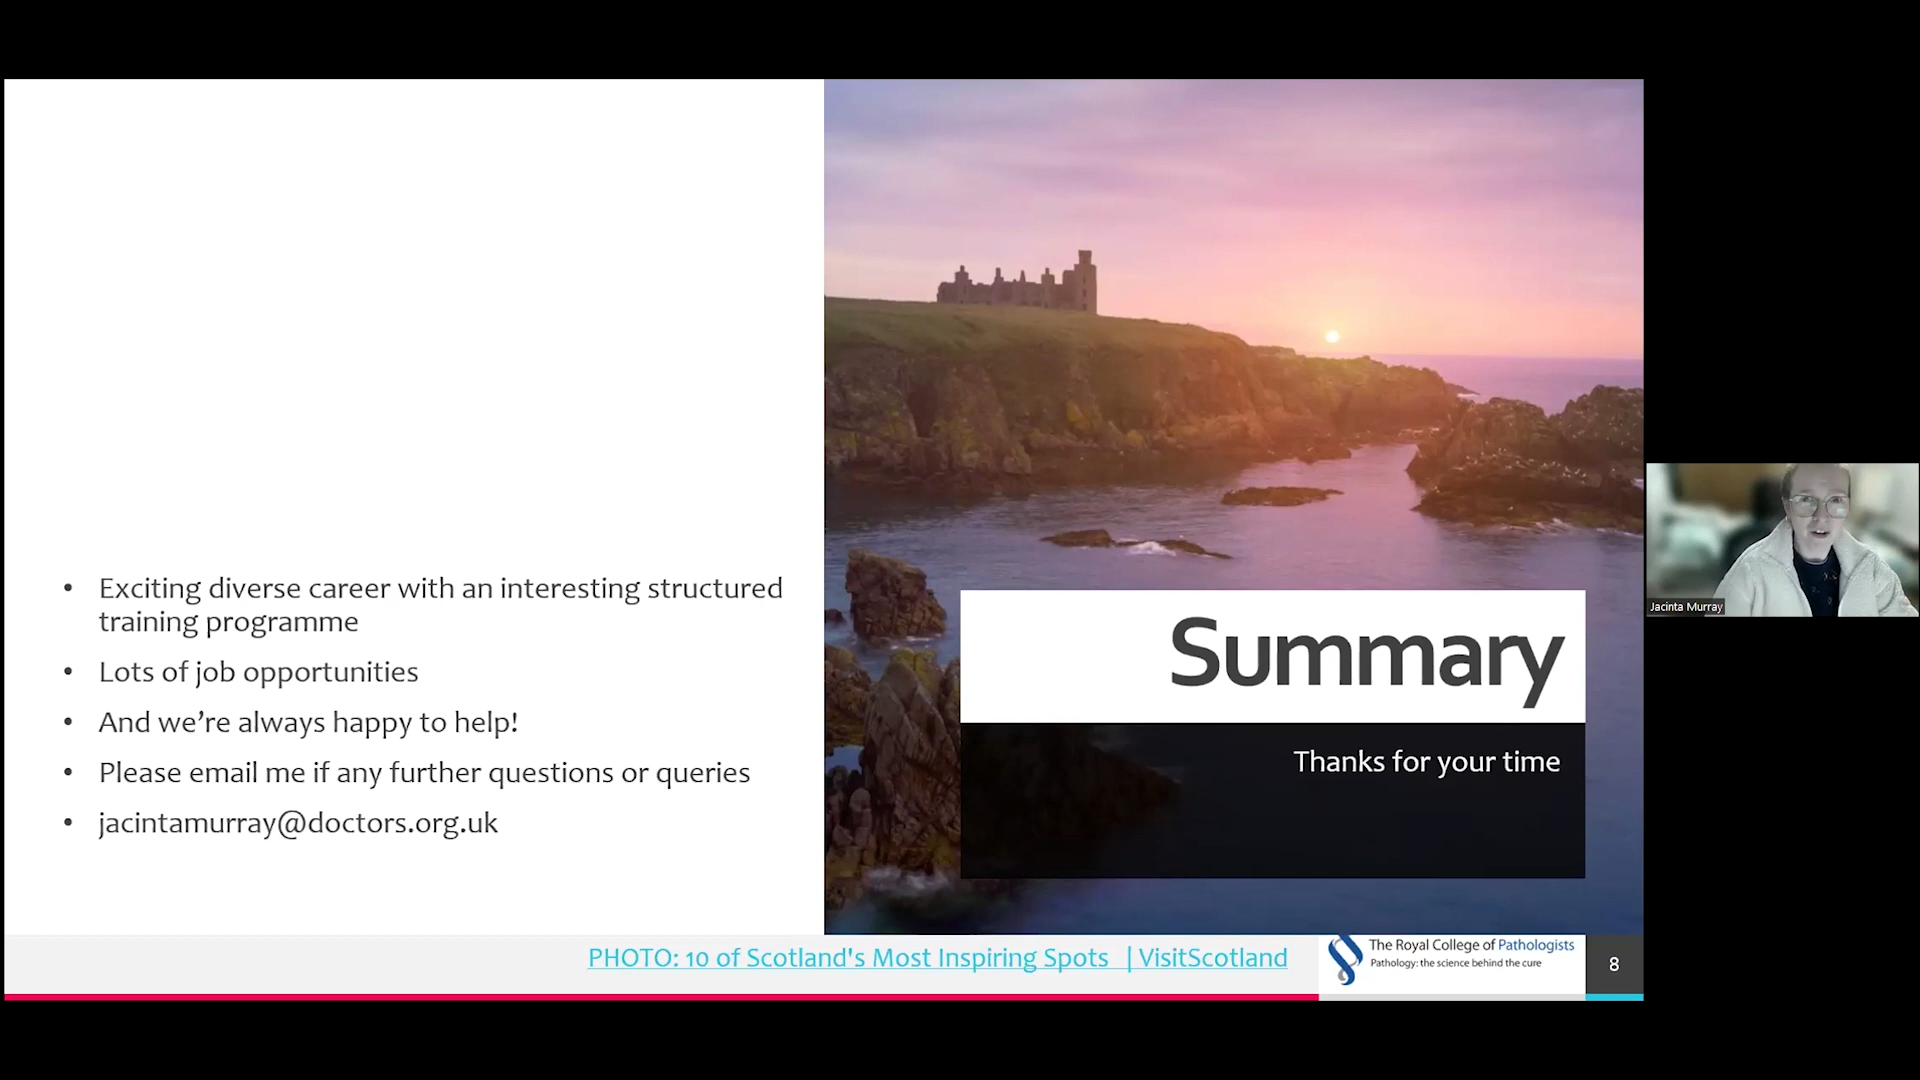 • Exciting diverse career with an interesting structured
training programme
• Lots of job opportunities
• And we’re always happy to help!
• Please email me if any further questions or queries
• jacintamurray@doctors.org.uk
Summary
Thanks for your time
PHOTO: 10 of Scotland's Most Inspiring Spots | VisitScotland
The Royal College of Pathologists
Pathology: the science behind the cure
8
Jacinta Murray